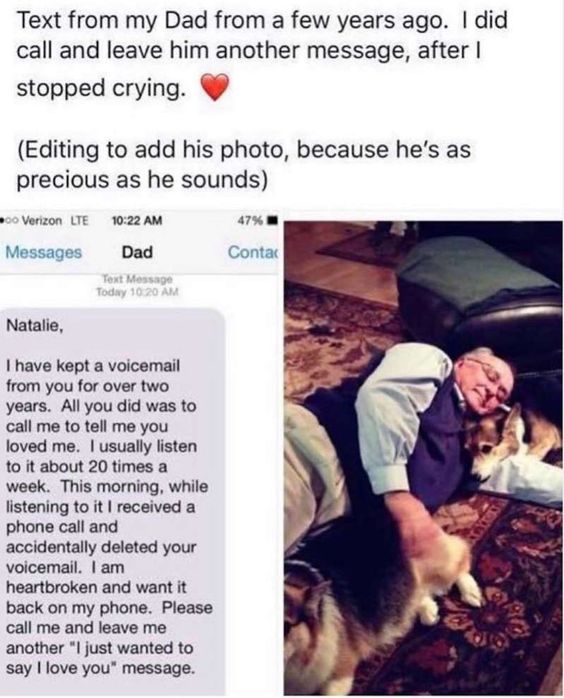 Text from my Dad from a few years ago. I did
call and leave him another message, after I
stopped crying. ❤️
(Editing to add his photo, because he's as
precious as he sounds)
Verizon LTE 10:22 AM 47%
Messages Dad Contac
Text Message
Today 10:20 AM
Natalie,
I have kept a voicemail
from you for over two
years. All you did was to
call me to tell me you
loved me. I usually listen
to it about 20 times a
week. This morning, while
listening to it I received a
phone call and
accidentally deleted your
voicemail. I am
heartbroken and want it
back on my phone. Please
call me and leave me
another "I just wanted to
say I love you" message.